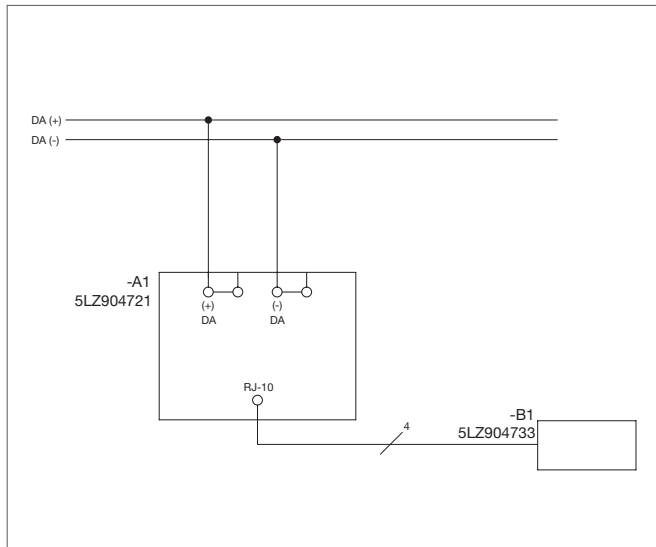 DA (+)
DA (-)
-A1
5LZ904721
(+)
DA
(-)
DA
RJ-10
4
-B1
5LZ904733